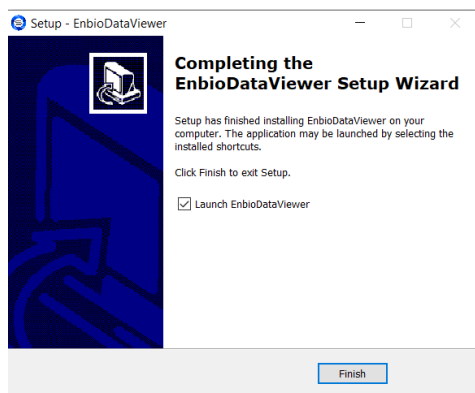 Setup - EnbioDataViewer
Completing the
EnbioDataViewer Setup Wizard
Setup has finished installing EnbioDataViewer on your
computer. The application may be launched by selecting the
installed shortcuts.
Click Finish to exit Setup.
Launch EnbioDataViewer
Finish